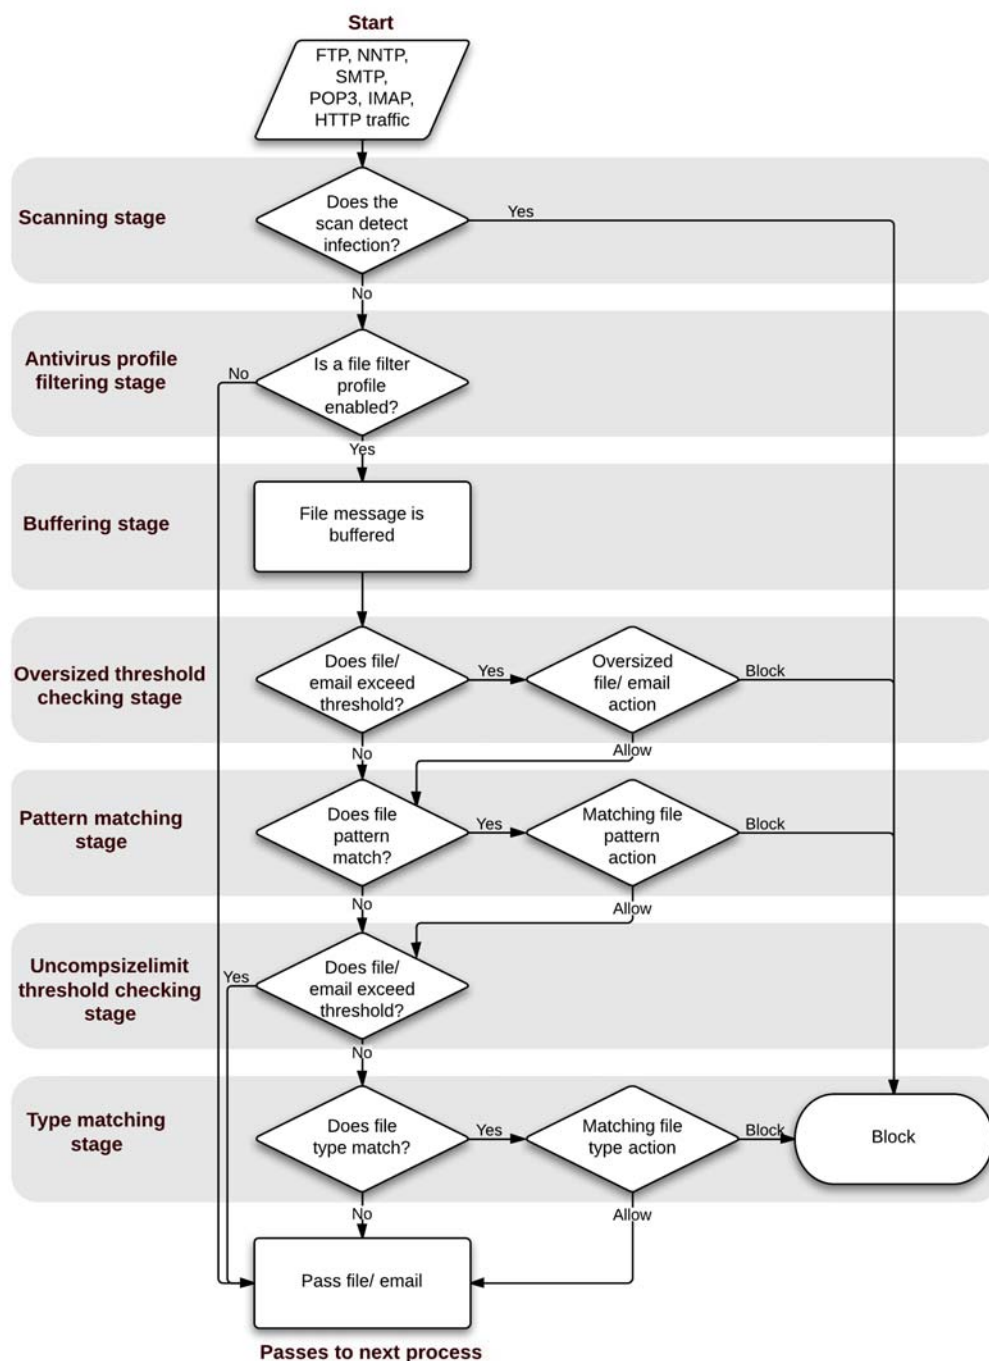 Start
FTP, NNTP,
SMTP,
POP3, IMAP,
HTTP traffic
Scanning stage
Does the
scan detect
infection?
Yes
No
Antivirus profile
filtering stage
No
Is a file filter
profile
enabled?
Yes
Buffering stage
File message is
buffered
Oversized threshold
checking stage
Does file/
email exceed
threshold?
Yes
Oversized
file/ email
action
Block
No
Allow
Pattern matching
stage
Does file
pattern
match?
Yes
Matching file
pattern
action
Block
No
Allow
Uncompsizelimit
threshold checking
stage
Yes
Does file/
email exceed
threshold?
No
Type matching
stage
Does file
type match?
Yes
Matching file
type action
Block
Block
No
Allow
Pass file/ email
Passes to next process